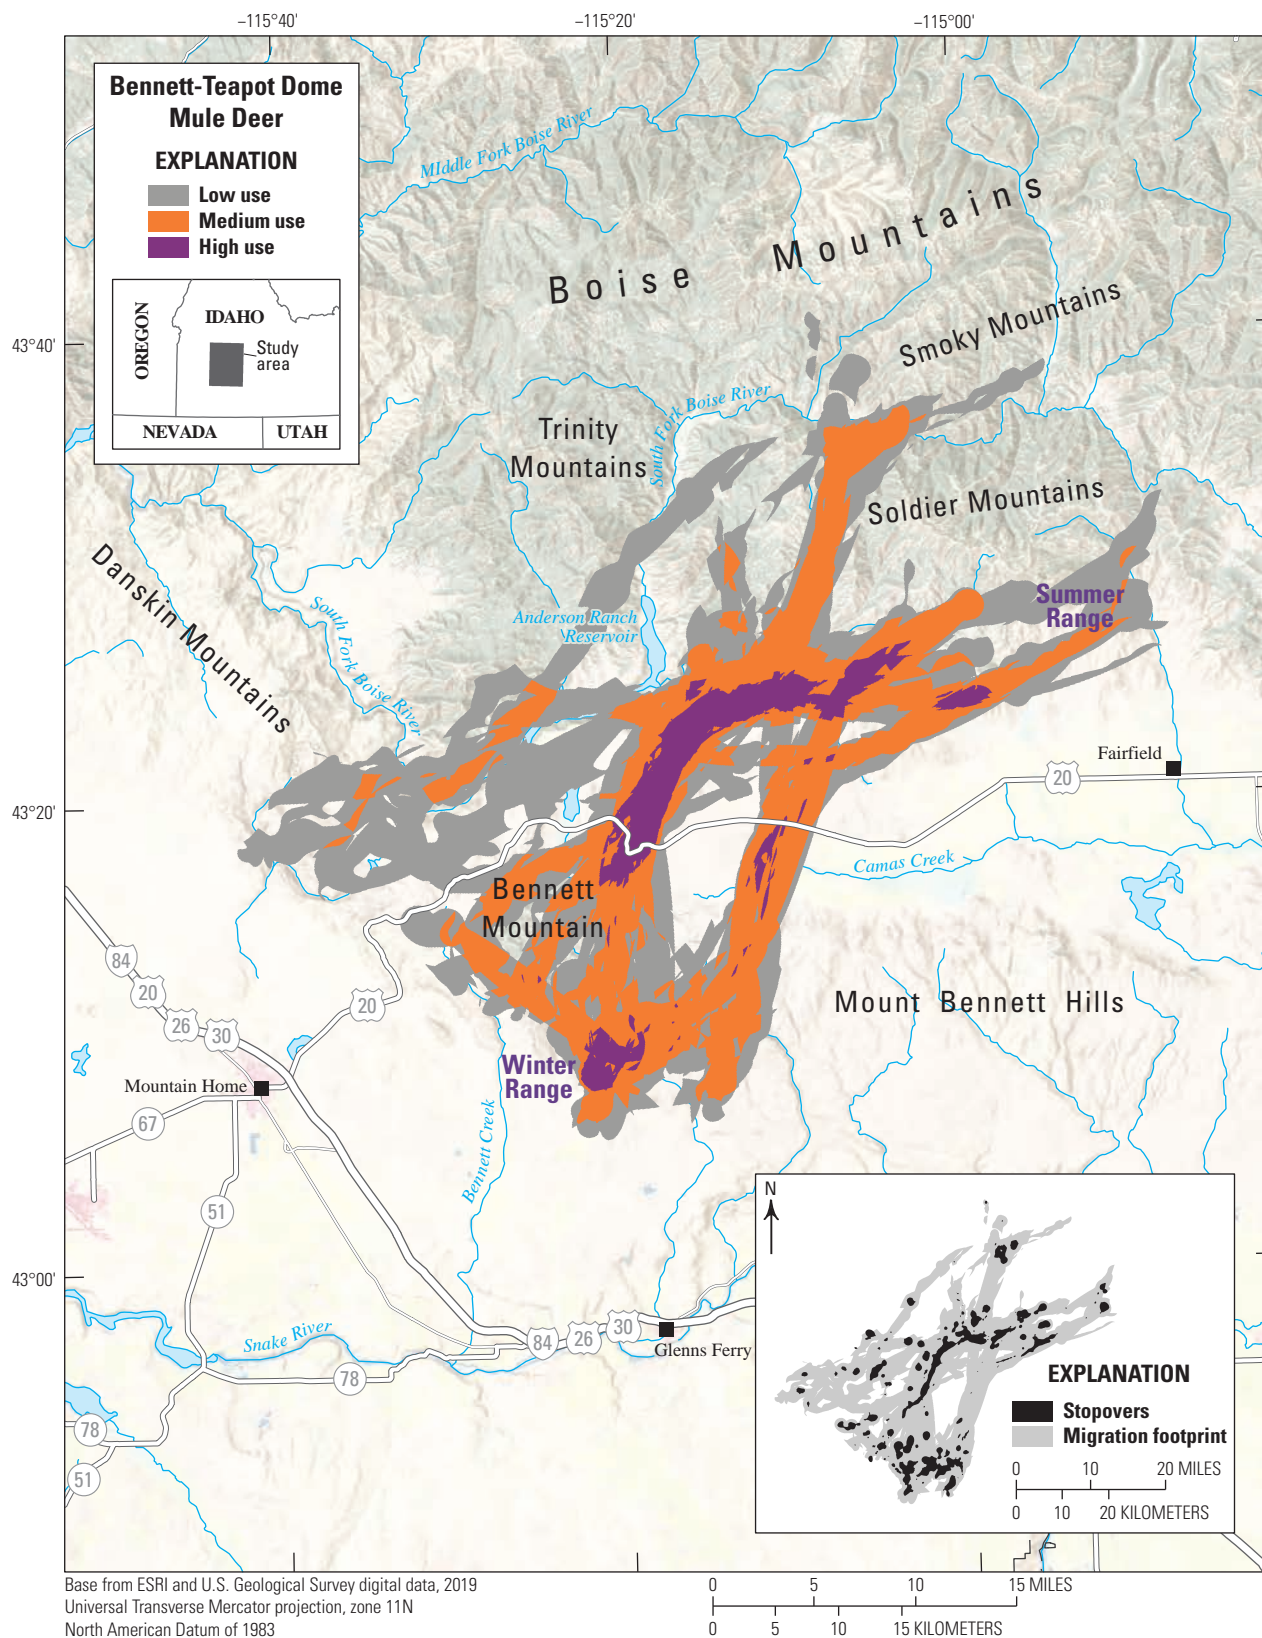 −115°40'
−115°20'
−115°00'
Bennett-Teapot Dome
Mule Deer
EXPLANATION
Low use
Medium use
High use
OREGON
IDAHO
Study
area
NEVADA
UTAH
MIddle Fork Boise River
Boise Mountains
Smoky Mountains
43°40'
South Fork Boise River
Trinity
Mountains
Soldier Mountains
Danskin Mountains
South Fork Boise River
Anderson Ranch
Reservoir
Summer
Range
Fairfield
20
43°20'
Camas Creek
Bennett
Mountain
84
20
26
30
20
Mount Bennett Hills
Winter
Range
Mountain Home
67
Bennett Creek
51
43°00'
Snake River
84
26
30
Glenns Ferry
78
78
51
N
EXPLANATION
Stopovers
Migration footprint
0 10 20 MILES
0 10 20 KILOMETERS
Base from ESRI and U.S. Geological Survey digital data, 2019
Universal Transverse Mercator projection, zone 11N
North American Datum of 1983
0 5 10 15 MILES
0 5 10 15 KILOMETERS